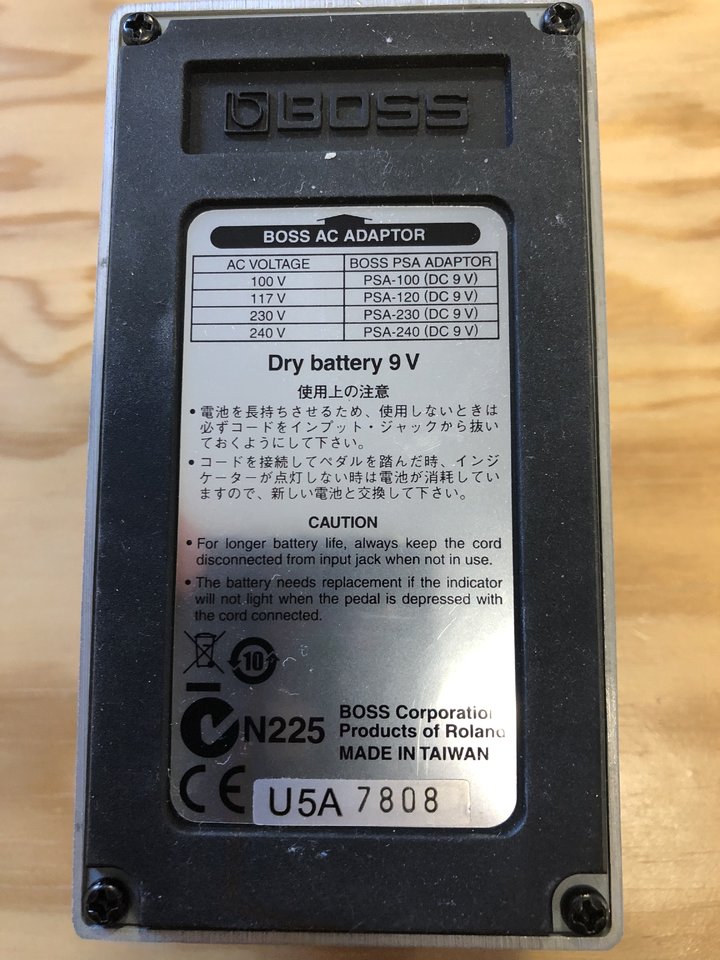 BOSS
BOSS AC ADAPTOR
AC VOLTAGE BOSS PSA ADAPTOR
100 V PSA-100 (DC 9 V)
117 V PSA-120 (DC 9 V)
230 V PSA-230 (DC 9 V)
240 V PSA-240 (DC 9 V)
Dry battery 9 V
使用上の注意
• 電池を長持ちさせるため、使用しないときは
必ずコードをインプット・ジャックから抜い
ておくようにして下さい。
• コードを接続してペダルを踏んだ時、インジ
ケーターが点灯しない時は電池が消耗してい
ますので、新しい電池と交換して下さい。
CAUTION
• For longer battery life, always keep the cord
disconnected from input jack when not in use.
• The battery needs replacement if the indicator
will not light when the pedal is depressed with
the cord connected.
10
N225 BOSS Corporation
Products of Roland
MADE IN TAIWAN
CE U5A 7808